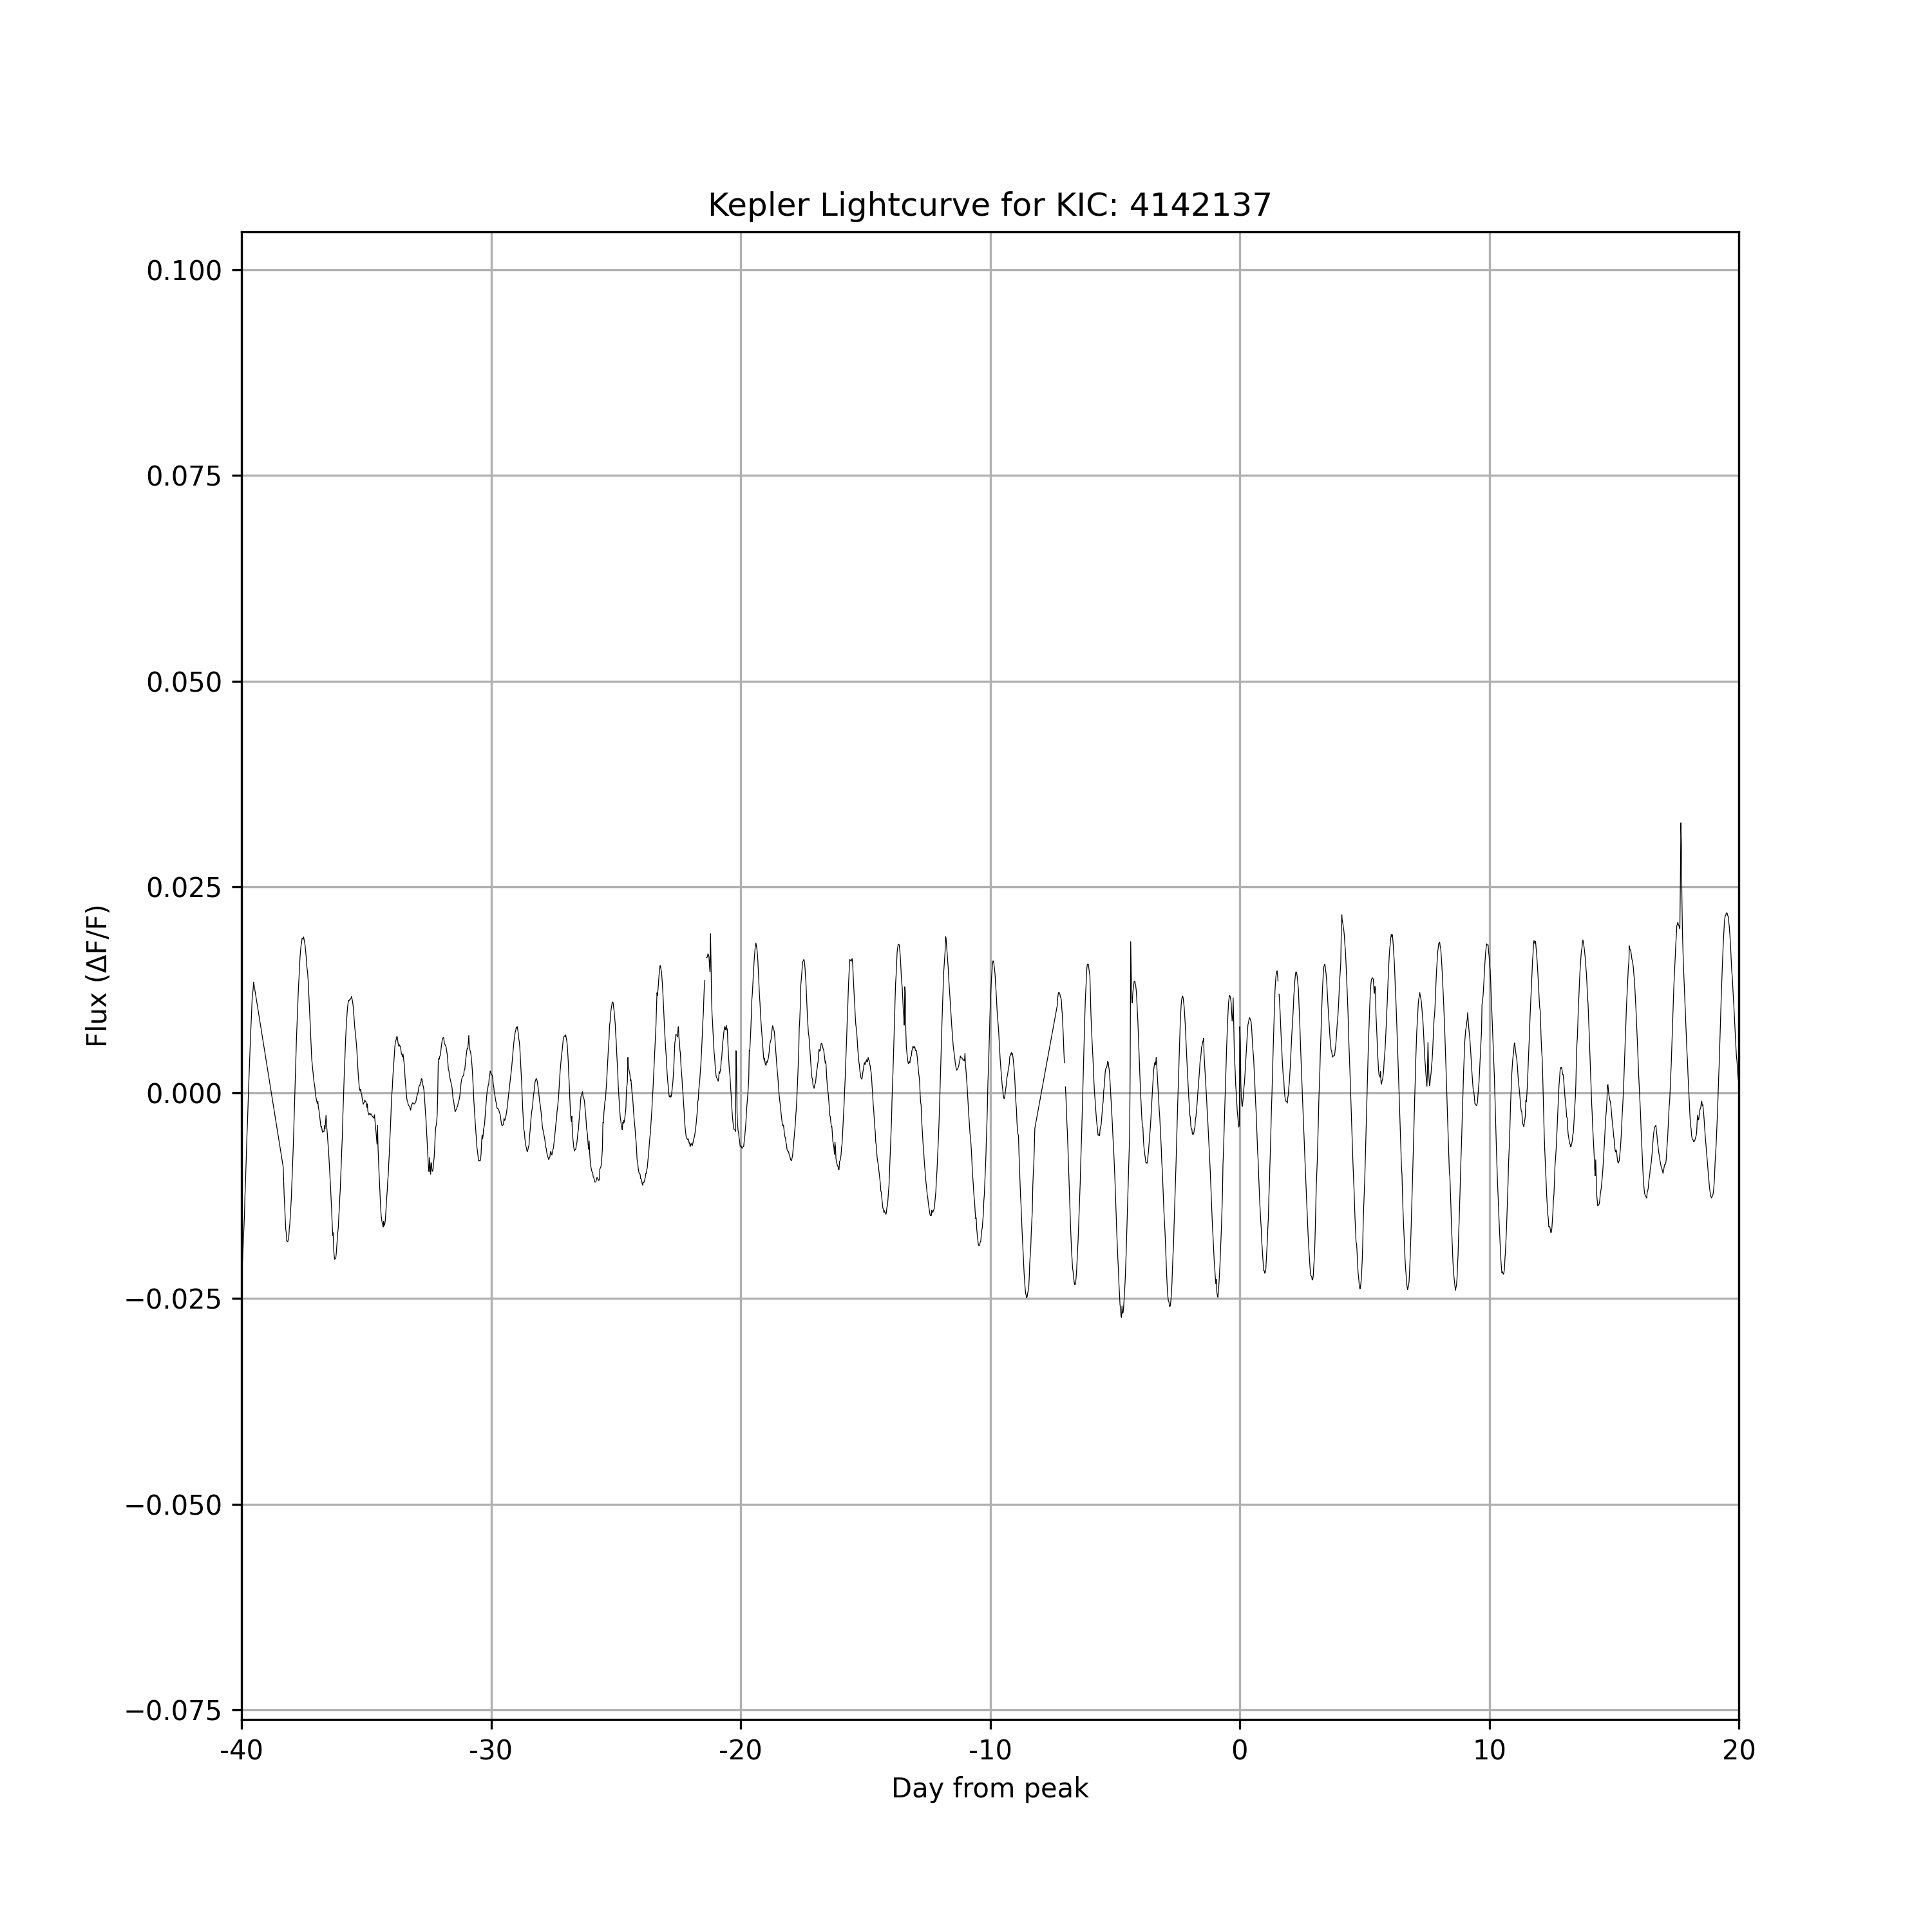 Kepler Lightcurve for KIC: 4142137
0.100
0.075
0.050
0.025
0.000
−0.025
−0.050
−0.075
Flux (ΔF/F)
-40 -30 -20 -10 0 10 20
Day from peak